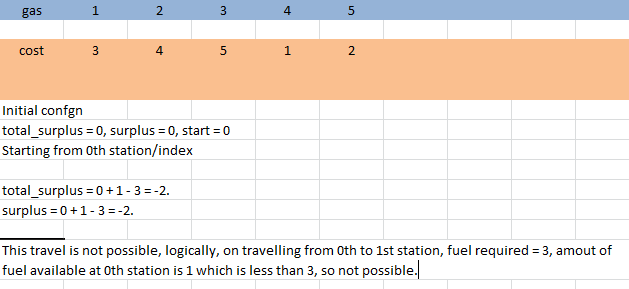 gas 1 2 3 4 5
cost 3 4 5 1 2
Initial confgn
total_surplus = 0, surplus = 0, start = 0
Starting from 0th station/index
total_surplus = 0 + 1 - 3 = -2.
surplus = 0 + 1 - 3 = -2.
This travel is not possible, logically, on travelling from 0th to 1st station, fuel required = 3, amout of
fuel available at 0th station is 1 which is less than 3, so not possible.